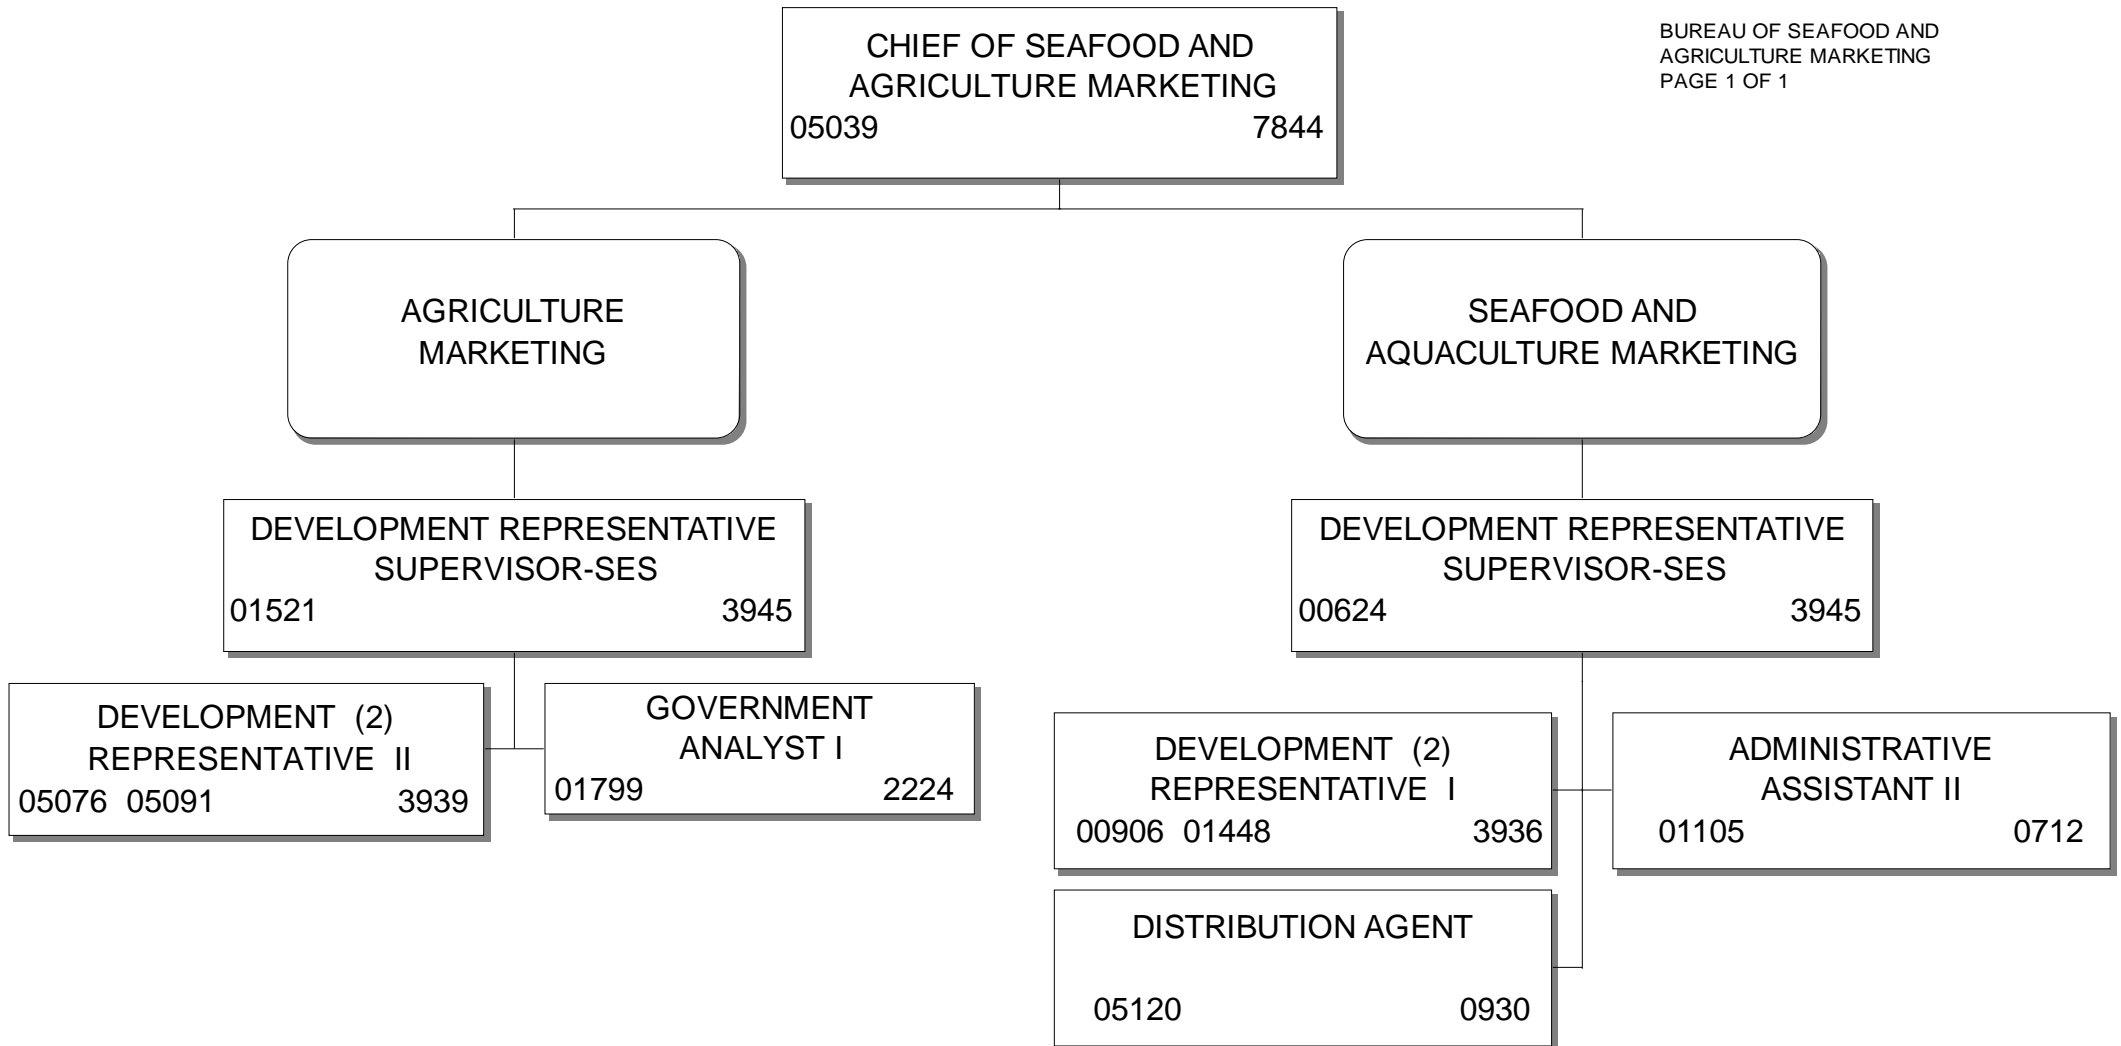 CHIEF OF SEAFOOD AND
AGRICULTURE MARKETING
05039 7844
BUREAU OF SEAFOOD AND
AGRICULTURE MARKETING
PAGE 1 OF 1
AGRICULTURE
MARKETING
SEAFOOD AND
AQUACULTURE MARKETING
DEVELOPMENT REPRESENTATIVE
SUPERVISOR-SES
01521 3945
DEVELOPMENT REPRESENTATIVE
SUPERVISOR-SES
00624 3945
DEVELOPMENT (2)
REPRESENTATIVE II
05076 05091 3939
GOVERNMENT
ANALYST I
01799 2224
DEVELOPMENT (2)
REPRESENTATIVE I
00906 01448 3936
ADMINISTRATIVE
ASSISTANT II
01105 0712
DISTRIBUTION AGENT
05120 0930